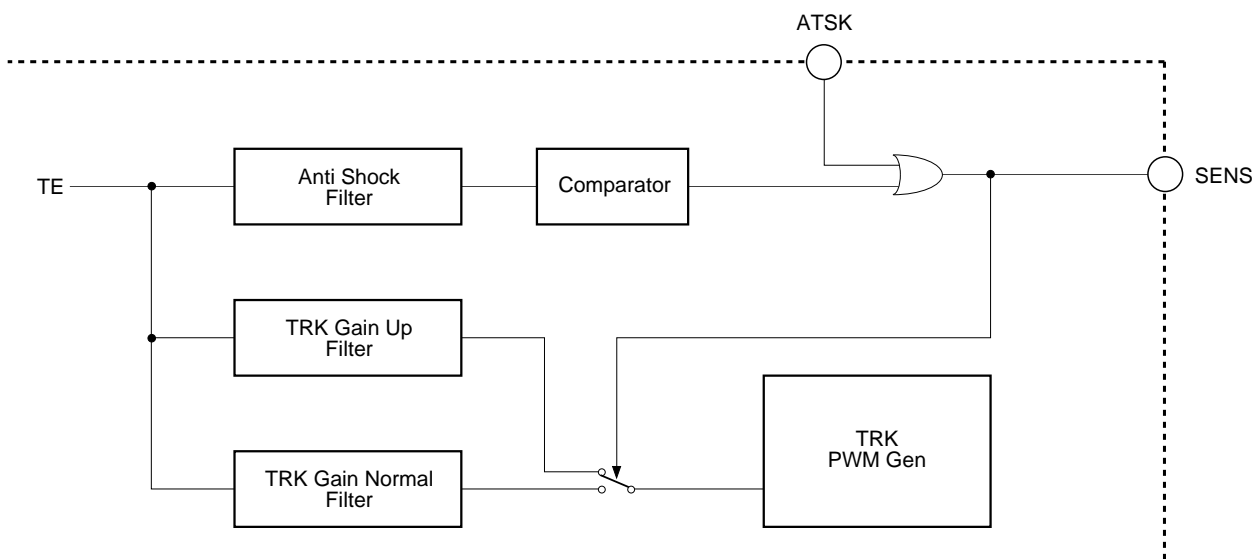 ATSK
TE
Anti Shock
Filter
Comparator
SENS
TRK Gain Up
Filter
TRK Gain Normal
Filter
TRK
PWM Gen